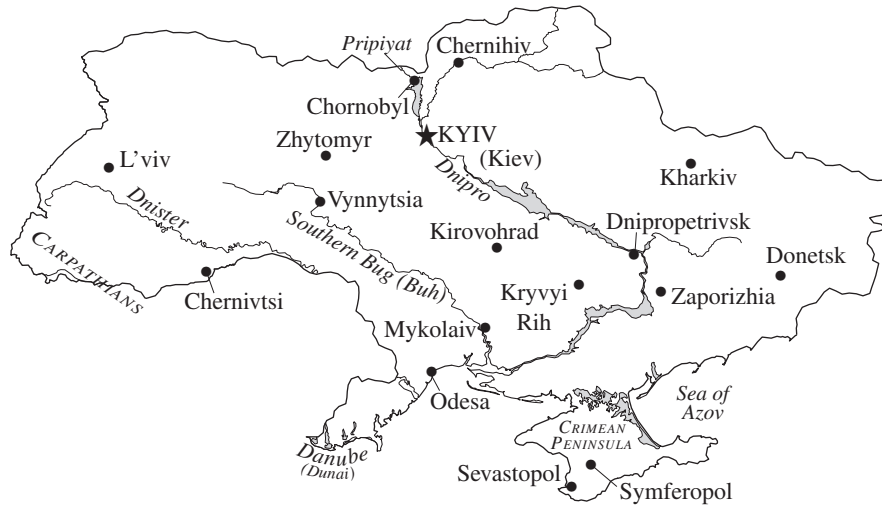 Pripiyat
Chernihiv
Chornobyl
KYIV
(Kiev)
Zhytomyr
L'viv
Kharkiv
Dnipro
Vynnytsia
Dnister
Dnipropetrivsk
Southern Bug (Buh)
Kirovohrad
CARPATHIANS
Donetsk
Chernivtsi
Kryvyi
Rih
Zaporizhia
Mykolaiv
Odesa
Sea of
Azov
CRIMEAN
PENINSULA
Danube
(Dunai)
Sevastopol
Symferopol